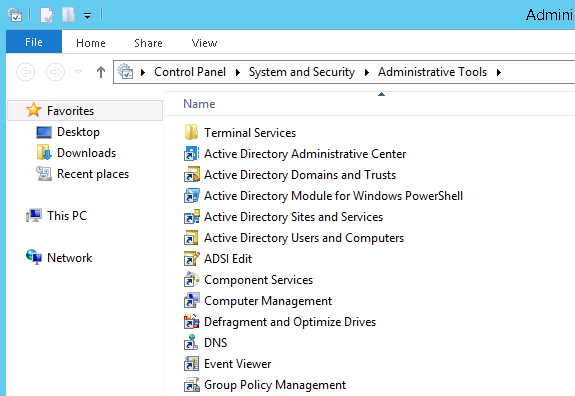 Admini
File Home Share View
Control Panel System and Security Administrative Tools
Name
Favorites
Desktop
Downloads
Recent places
This PC
Network
Terminal Services
Active Directory Administrative Center
Active Directory Domains and Trusts
Active Directory Module for Windows PowerShell
Active Directory Sites and Services
Active Directory Users and Computers
ADSI Edit
Component Services
Computer Management
Defragment and Optimize Drives
DNS
Event Viewer
Group Policy Management